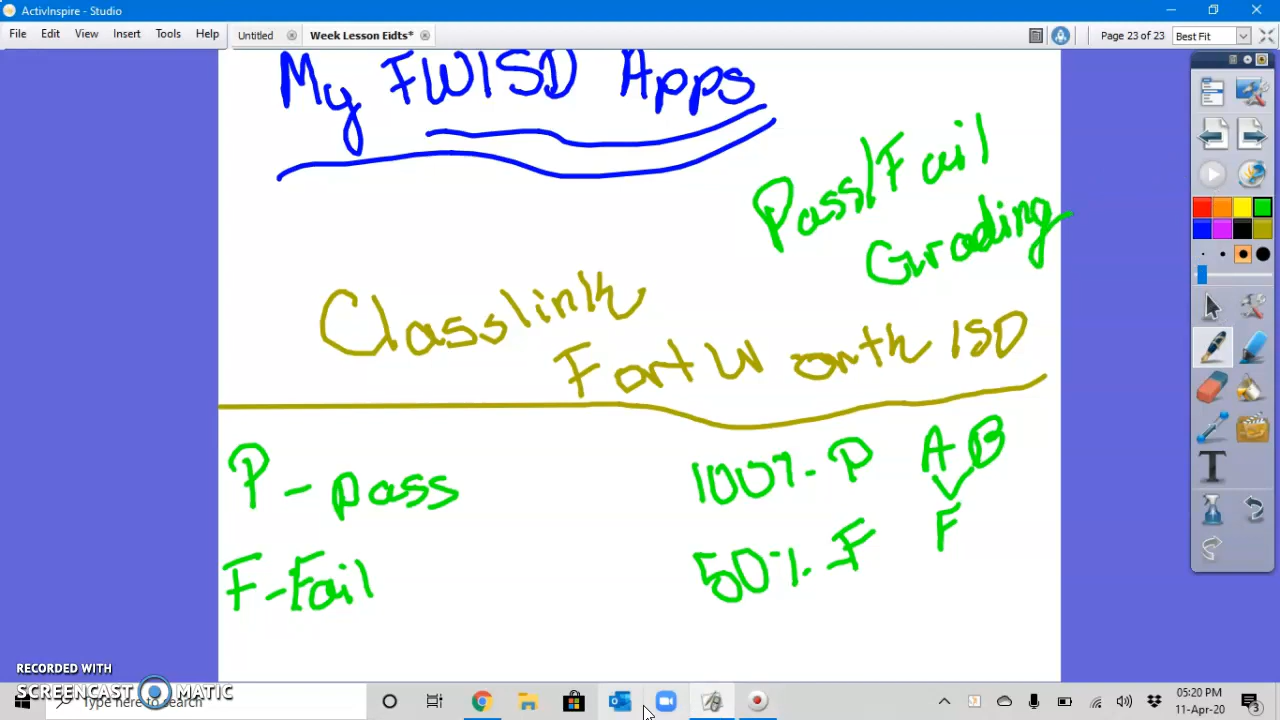 ActivInspire - Studio
File Edit View Insert Tools Help
Untitled
Week Lesson Eidts*
Page 23 of 23
Best Fit
My FWISD Apps
Pass/Fail
Grading
Classlink
Fort Worth ISD
P - pass
100% - P
A B
F
F - Fail
50% - F
RECORDED WITH
SCREENCAST MATIC
Type here to search
05:20 PM
11-Apr-20
3